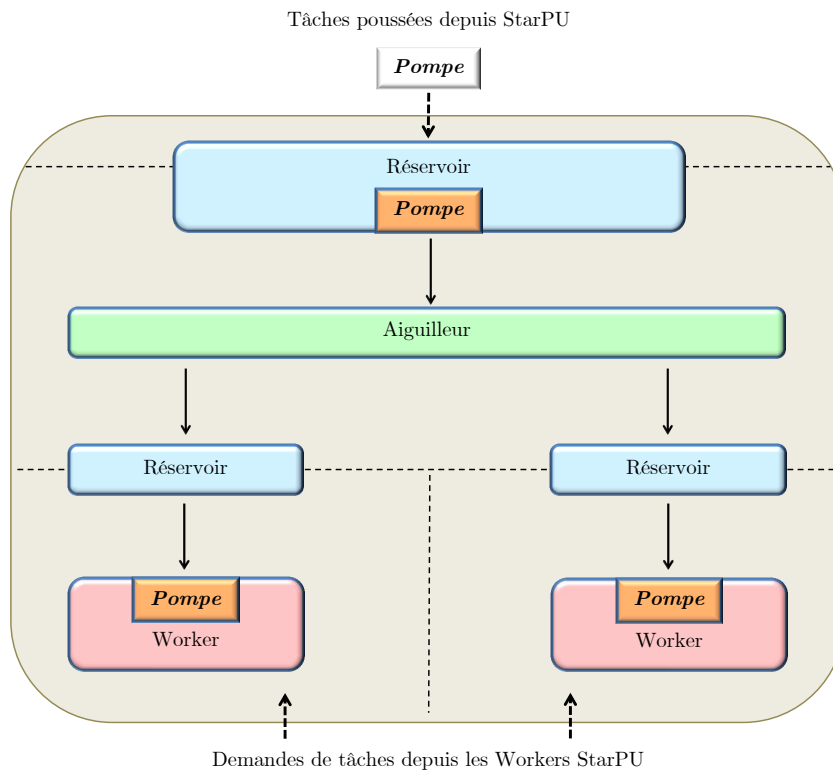 Tâches poussées depuis StarPU
Pompe
Réservoir
Pompe
Aiguilleur
Réservoir
Réservoir
Pompe
Pompe
Worker
Worker
Demandes de tâches depuis les Workers StarPU